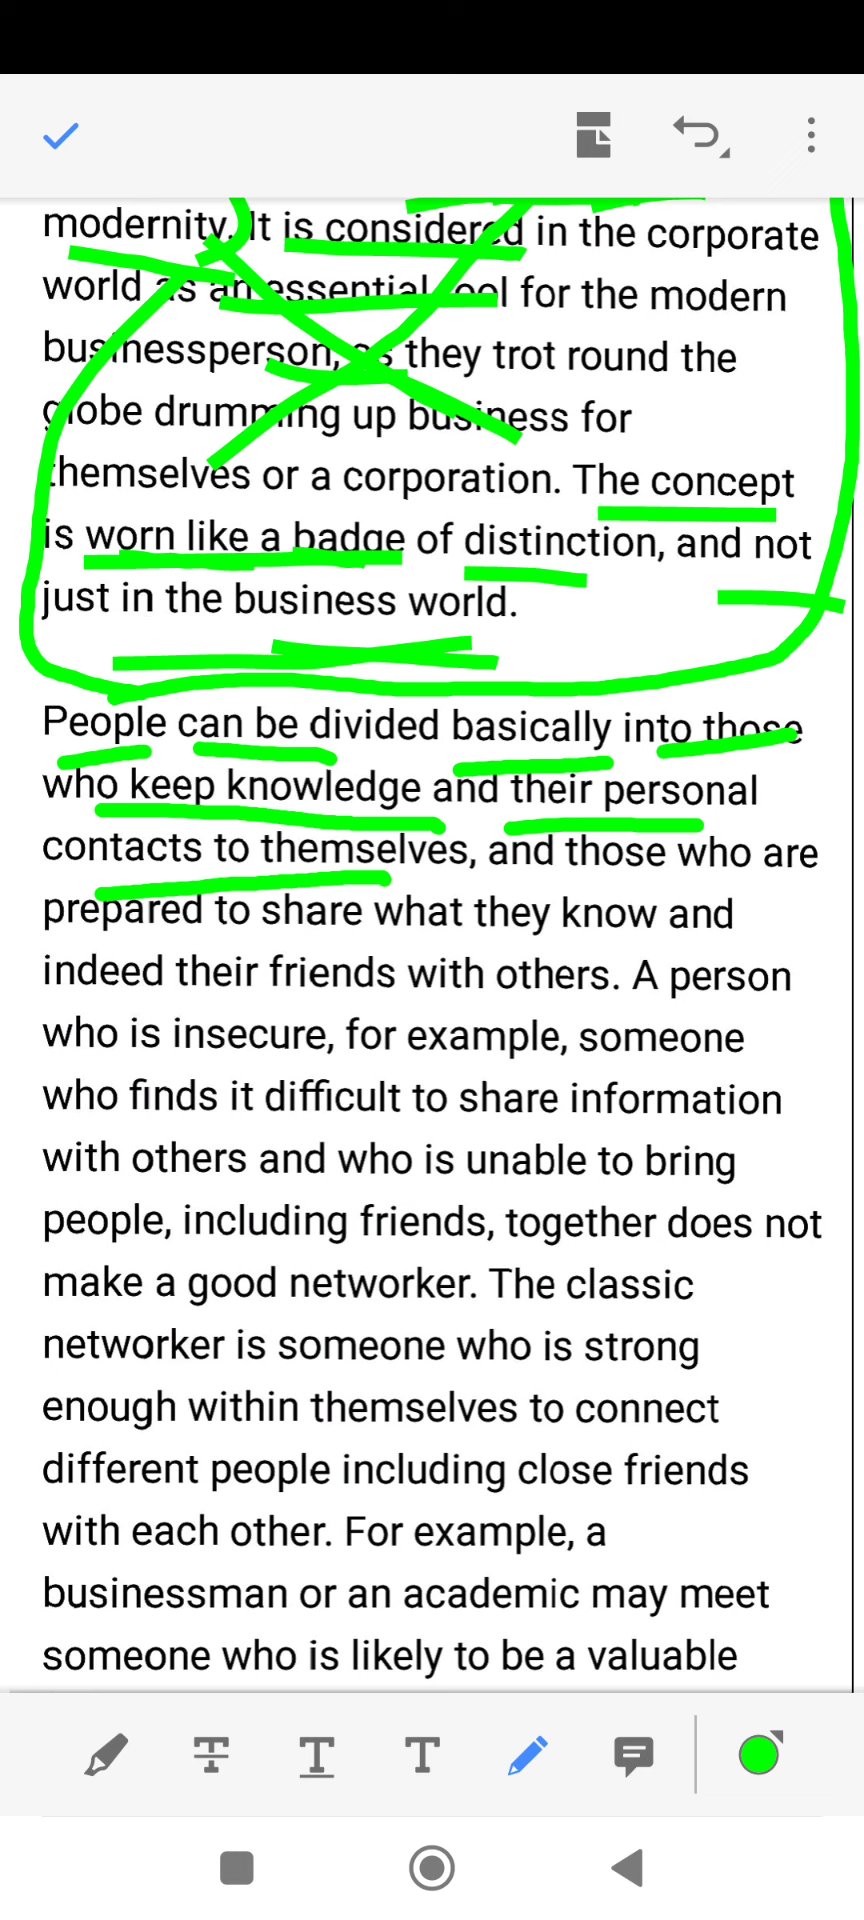 modernity. It is considered in the corporate
world as an essential tool for the modern
businessperson, as they trot round the
globe drumming up business for
themselves or a corporation. The concept
is worn like a badge of distinction, and not
just in the business world.
People can be divided basically into those
who keep knowledge and their personal
contacts to themselves, and those who are
prepared to share what they know and
indeed their friends with others. A person
who is insecure, for example, someone
who finds it difficult to share information
with others and who is unable to bring
people, including friends, together does not
make a good networker. The classic
networker is someone who is strong
enough within themselves to connect
different people including close friends
with each other. For example, a
businessman or an academic may meet
someone who is likely to be a valuable